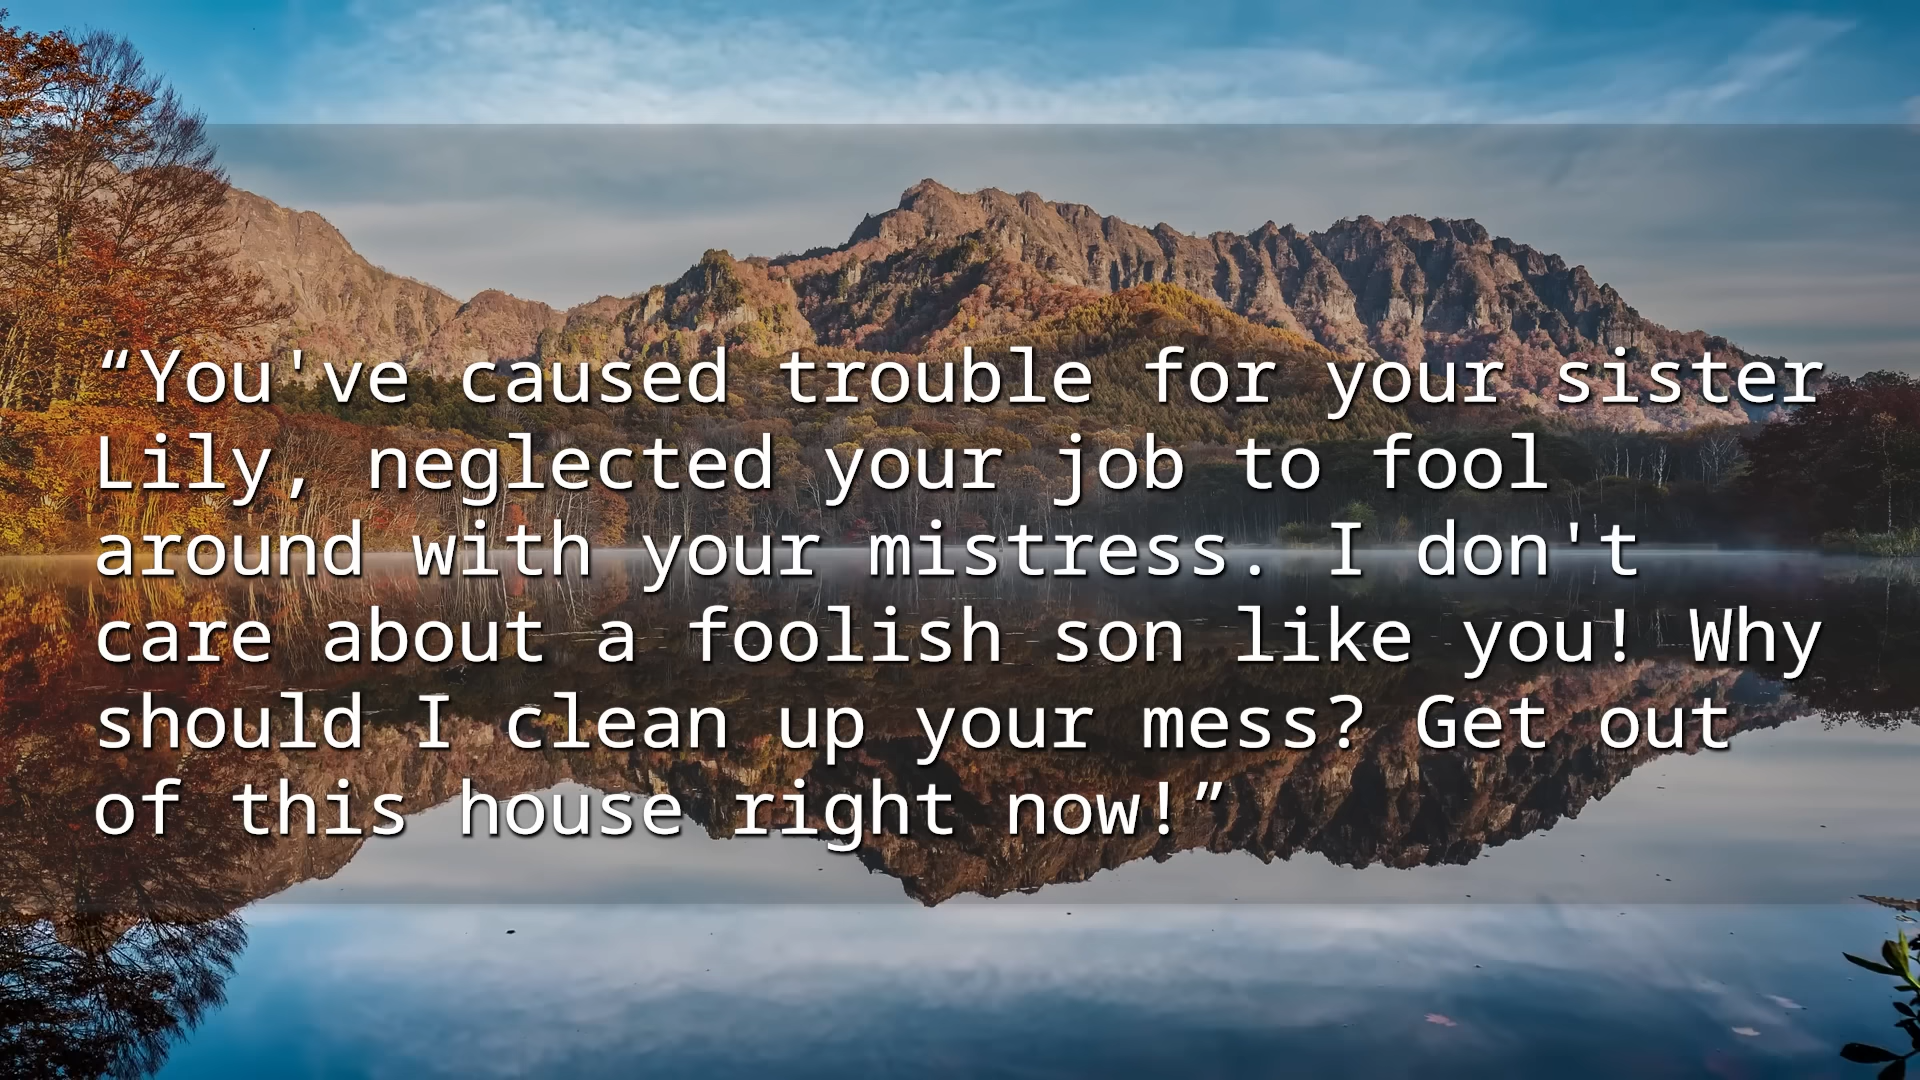 “You've caused trouble for your sister
Lily, neglected your job to fool
around with your mistress. I don't
care about a foolish son like you! Why
should I clean up your mess? Get out
of this house right now!”